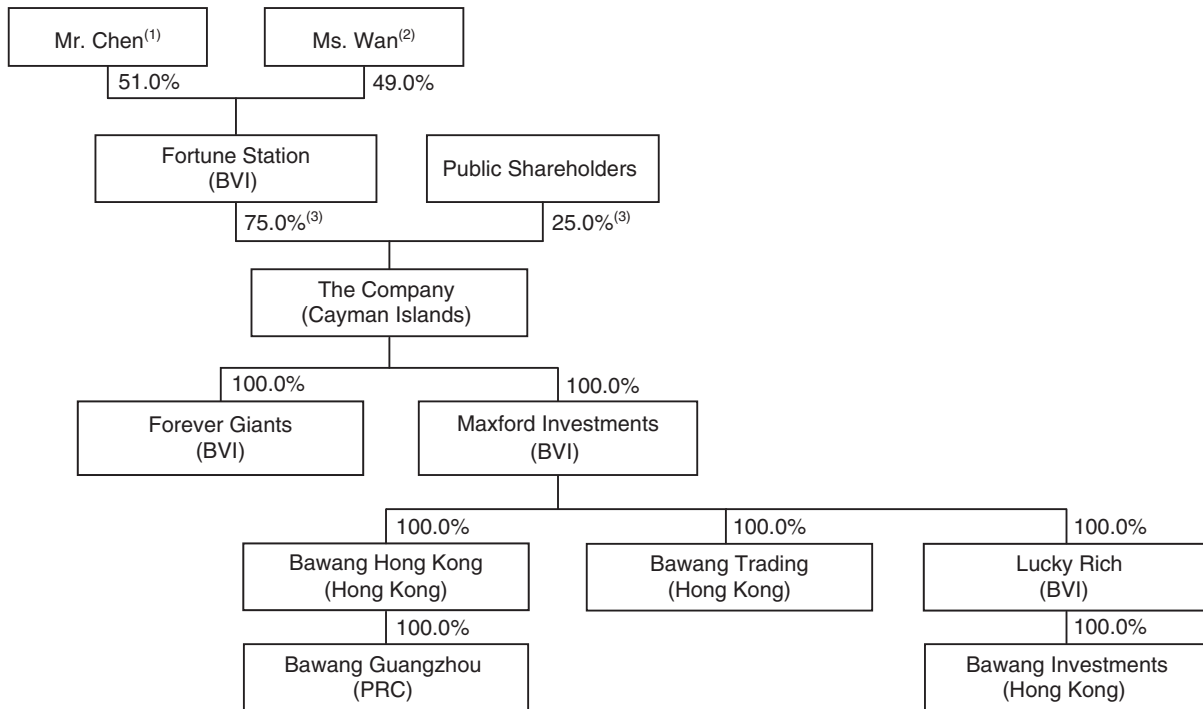 Mr. Chen(1)
Ms. Wan(2)
51.0%
49.0%
Fortune Station
(BVI)
Public Shareholders
75.0%(3)
25.0%(3)
The Company
(Cayman Islands)
100.0%
100.0%
Forever Giants
(BVI)
Maxford Investments
(BVI)
100.0%
100.0%
100.0%
Bawang Hong Kong
(Hong Kong)
Bawang Trading
(Hong Kong)
Lucky Rich
(BVI)
100.0%
100.0%
Bawang Guangzhou
(PRC)
Bawang Investments
(Hong Kong)